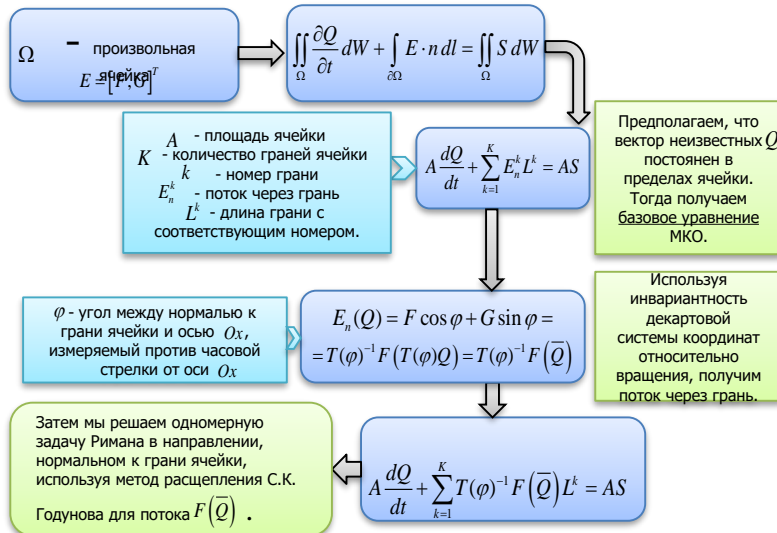 Ω – произвольная
ячейка
E = [F, G]^T
∬_Ω ∂Q/∂t dW + ∫_∂Ω E · n dl = ∬_Ω S dW
Предполагаем, что
вектор неизвестных Q
постоянен в
пределах ячейки.
Тогда получаем
базовое уравнение
МКО.
A - площадь ячейки
K - количество граней ячейки
k - номер грани
E_n^k - поток через грань
L^k - длина грани с
соответствующим номером.
A dQ/dt + ∑_{k=1}^{K} E_n^k L^k = AS
Используя
инвариантность
декартовой
системы координат
относительно
вращения, получим
поток через грань.
φ - угол между нормалью к
грани ячейки и осью Ox,
измеряемый против часовой
стрелки от оси Ox
E_n(Q) = F cos φ + G sin φ =
= T(φ)^{-1} F(T(φ)Q) = T(φ)^{-1} F(Q̅)
Затем мы решаем одномерную
задачу Римана в направлении,
нормальном к грани ячейки,
используя метод расщепления С.К.
Годунова для потока F(Q̅) .
A dQ/dt + ∑_{k=1}^{K} T(φ)^{-1} F(Q̅) L^k = AS